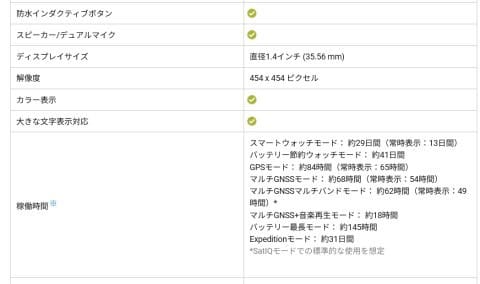 防水インダクティブボタン
スピーカー/デュアルマイク
ディスプレイサイズ 直径1.4インチ (35.56 mm)
解像度 454 x 454 ピクセル
カラー表示
大きな文字表示対応
稼働時間※
スマートウォッチモード： 約29日間（常時表示：13日間）
バッテリー節約ウォッチモード： 約41日間
GPSモード： 約84時間（常時表示：65時間）
マルチGNSSモード： 約68時間（常時表示：54時間）
マルチGNSSマルチバンドモード： 約62時間（常時表示：49
時間）*
マルチGNSS+音楽再生モード： 約18時間
バッテリー最長モード： 約145時間
Expeditionモード： 約31日間
*SatIQモードでの標準的な使用を想定